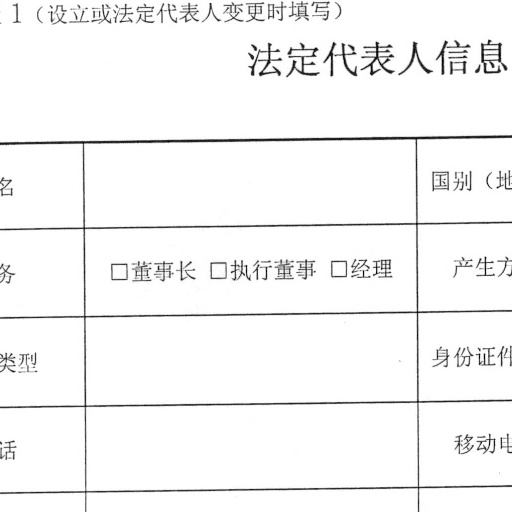 1（设立或法定代表人变更时填写）
法定代表人信息
名 国别（地
务 □董事长 □执行董事 □经理 产生方
类型 身份证件
话 移动电